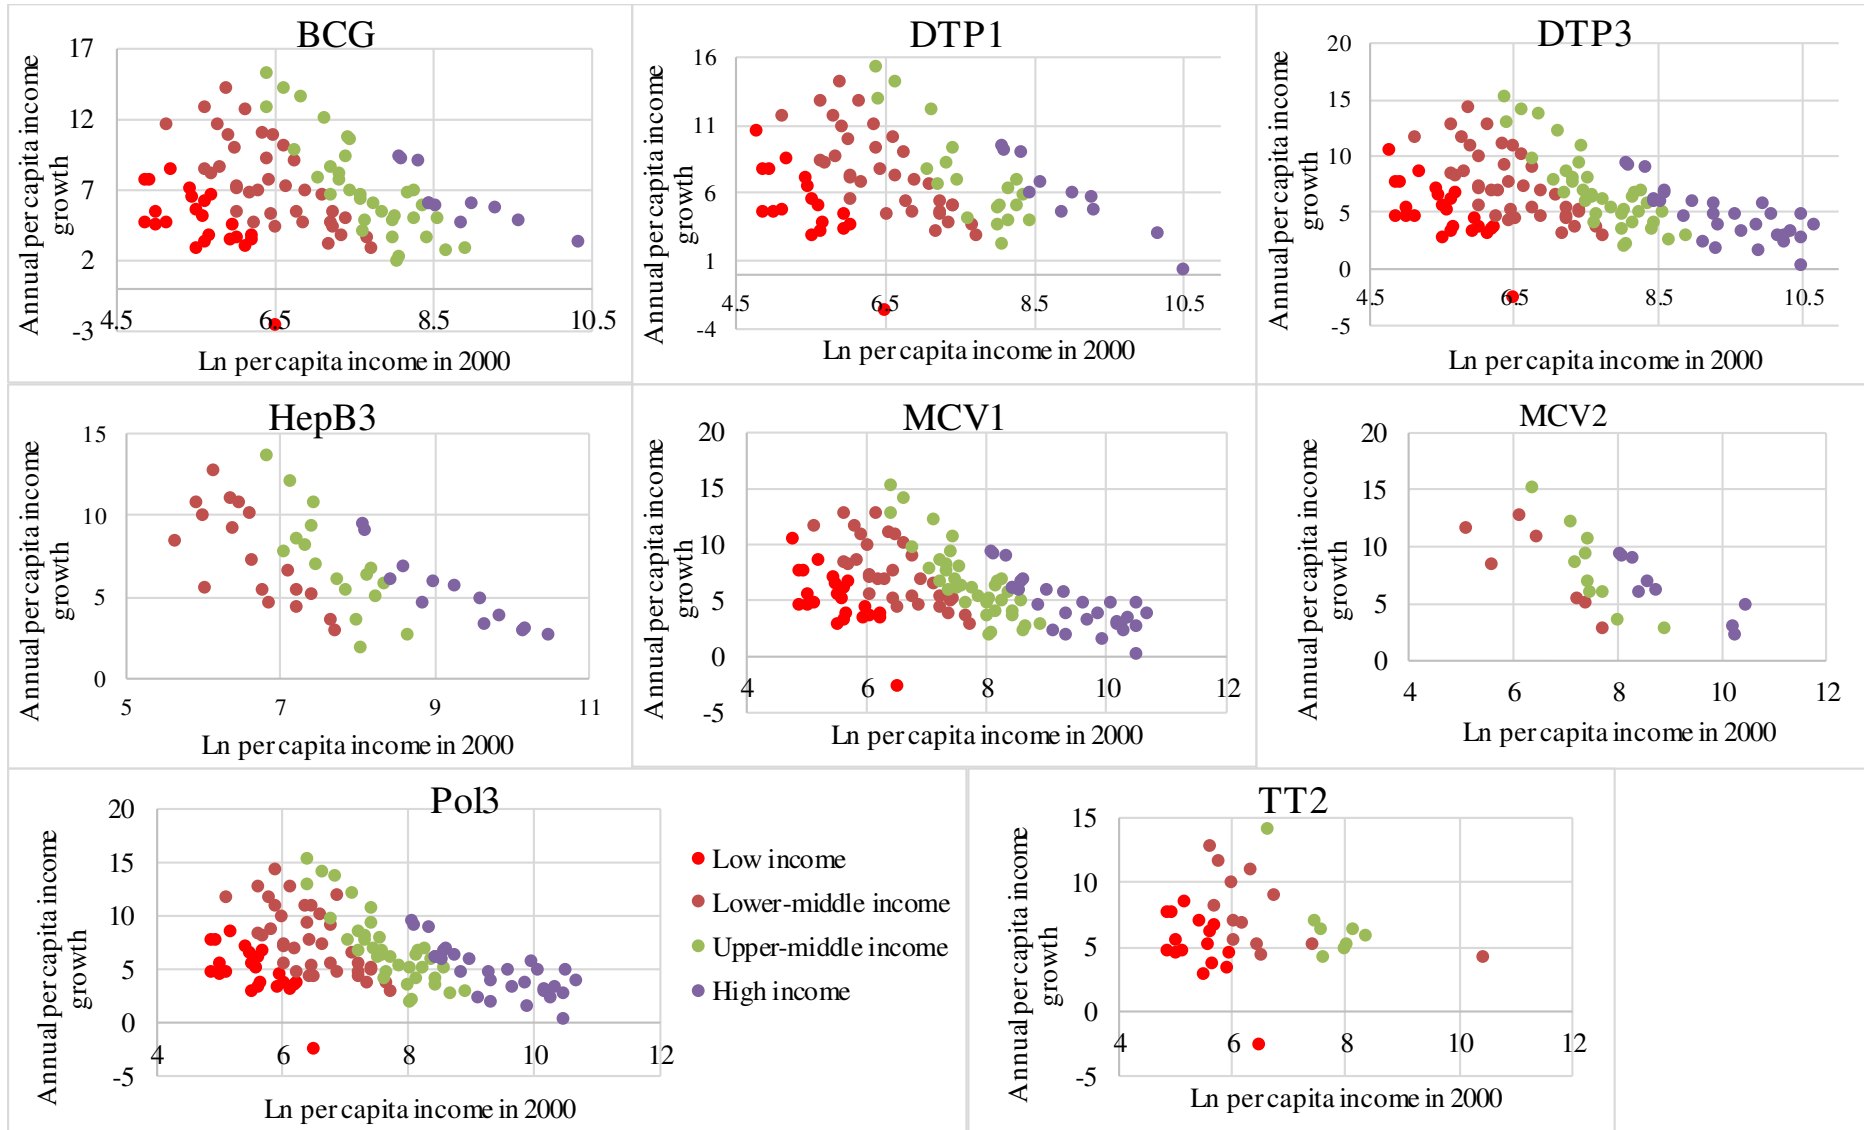 BCG
17
12
7
2
-3
4.5
6.5
8.5
10.5
Annual per capita income
growth
Ln per capita income in 2000
DTP1
16
11
6
1
-4
4.5
6.5
8.5
10.5
Annual per capita income
growth
Ln per capita income in 2000
DTP3
20
15
10
5
0
-5
4.5
6.5
8.5
10.5
Annual per capita income
growth
Ln per capita income in 2000
HepB3
15
10
5
0
5
7
9
11
Annual per capita income
growth
Ln per capita income in 2000
MCV1
20
15
10
5
0
-5
4
6
8
10
12
Annual per capita income
growth
Ln per capita income in 2000
MCV2
20
15
10
5
0
4
6
8
10
12
Annual per capita income
growth
Ln per capita income in 2000
Pol3
20
15
10
5
0
-5
4
6
8
10
12
Annual per capita income
growth
Ln per capita income in 2000
Low income
Lower-middle income
Upper-middle income
High income
TT2
15
10
5
0
-5
4
6
8
10
12
Annual per capita income
growth
Ln per capita income in 2000